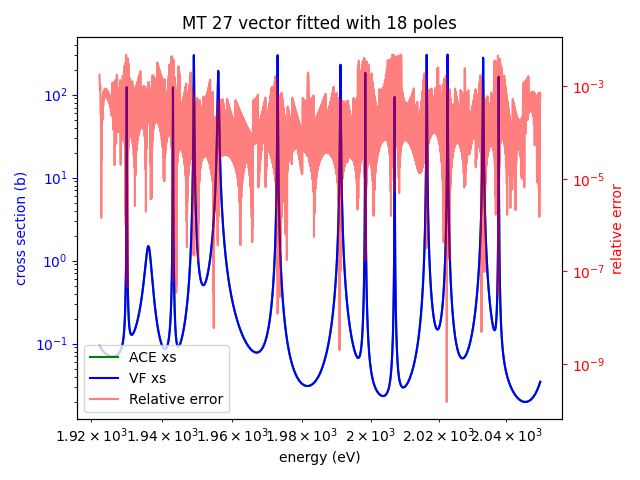 MT 27 vector fitted with 18 poles
cross section (b)
10²
10¹
10⁰
10⁻¹
10⁻³
10⁻⁵
10⁻⁷
10⁻⁹
relative error
ACE xs
VF xs
Relative error
1.92 × 10³ 1.94 × 10³ 1.96 × 10³ 1.98 × 10³ 2 × 10³ 2.02 × 10³ 2.04 × 10³
energy (eV)